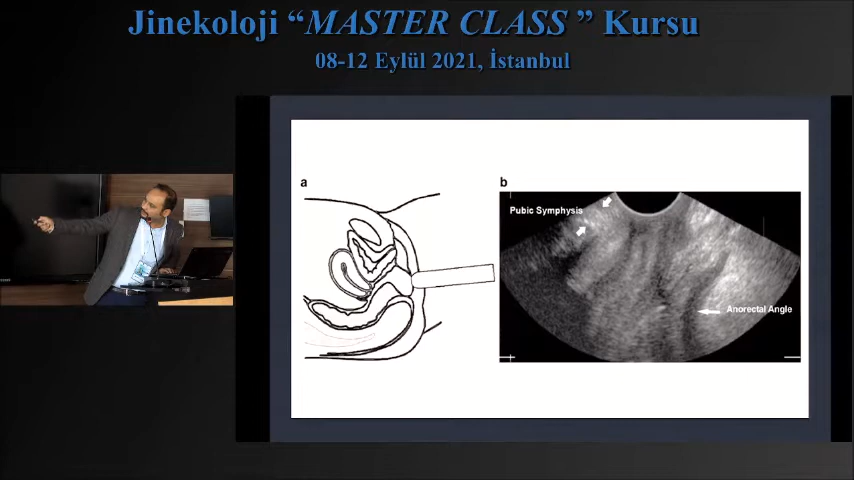 Jinekoloji “MASTER CLASS ” Kursu
08-12 Eylül 2021, İstanbul
a
b
Pubic Symphysis
Anorectal Angle